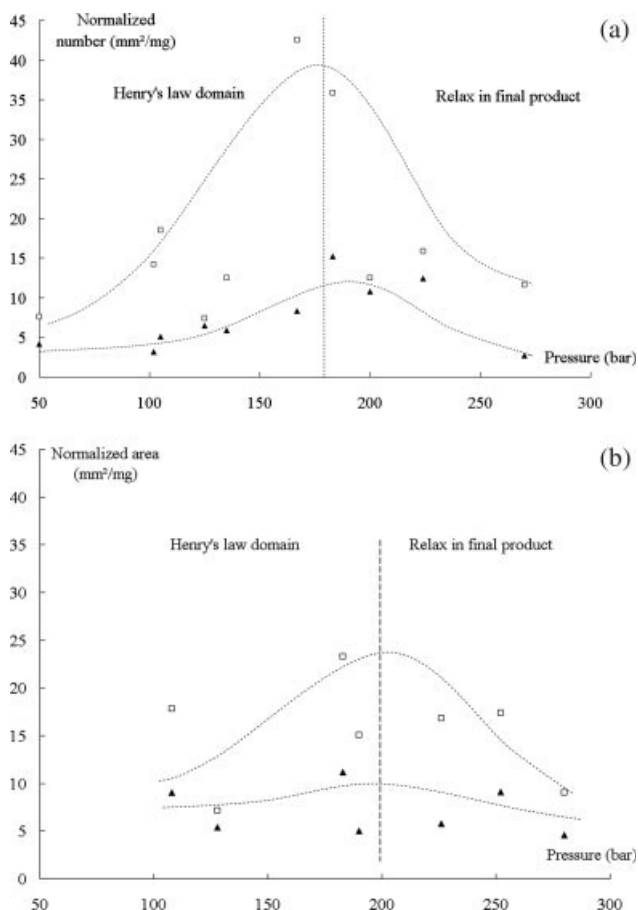 45
Normalized
number (mm²/mg)
(a)
40
35
Henry's law domain
Relax in final product
30
25
20
15
10
5
Pressure (bar)
0
50
100
150
200
250
300
45
Normalized area
(mm²/mg)
(b)
40
35
Henry's law domain
Relax in final product
30
25
20
15
10
5
Pressure (bar)
0
50
100
150
200
250
300